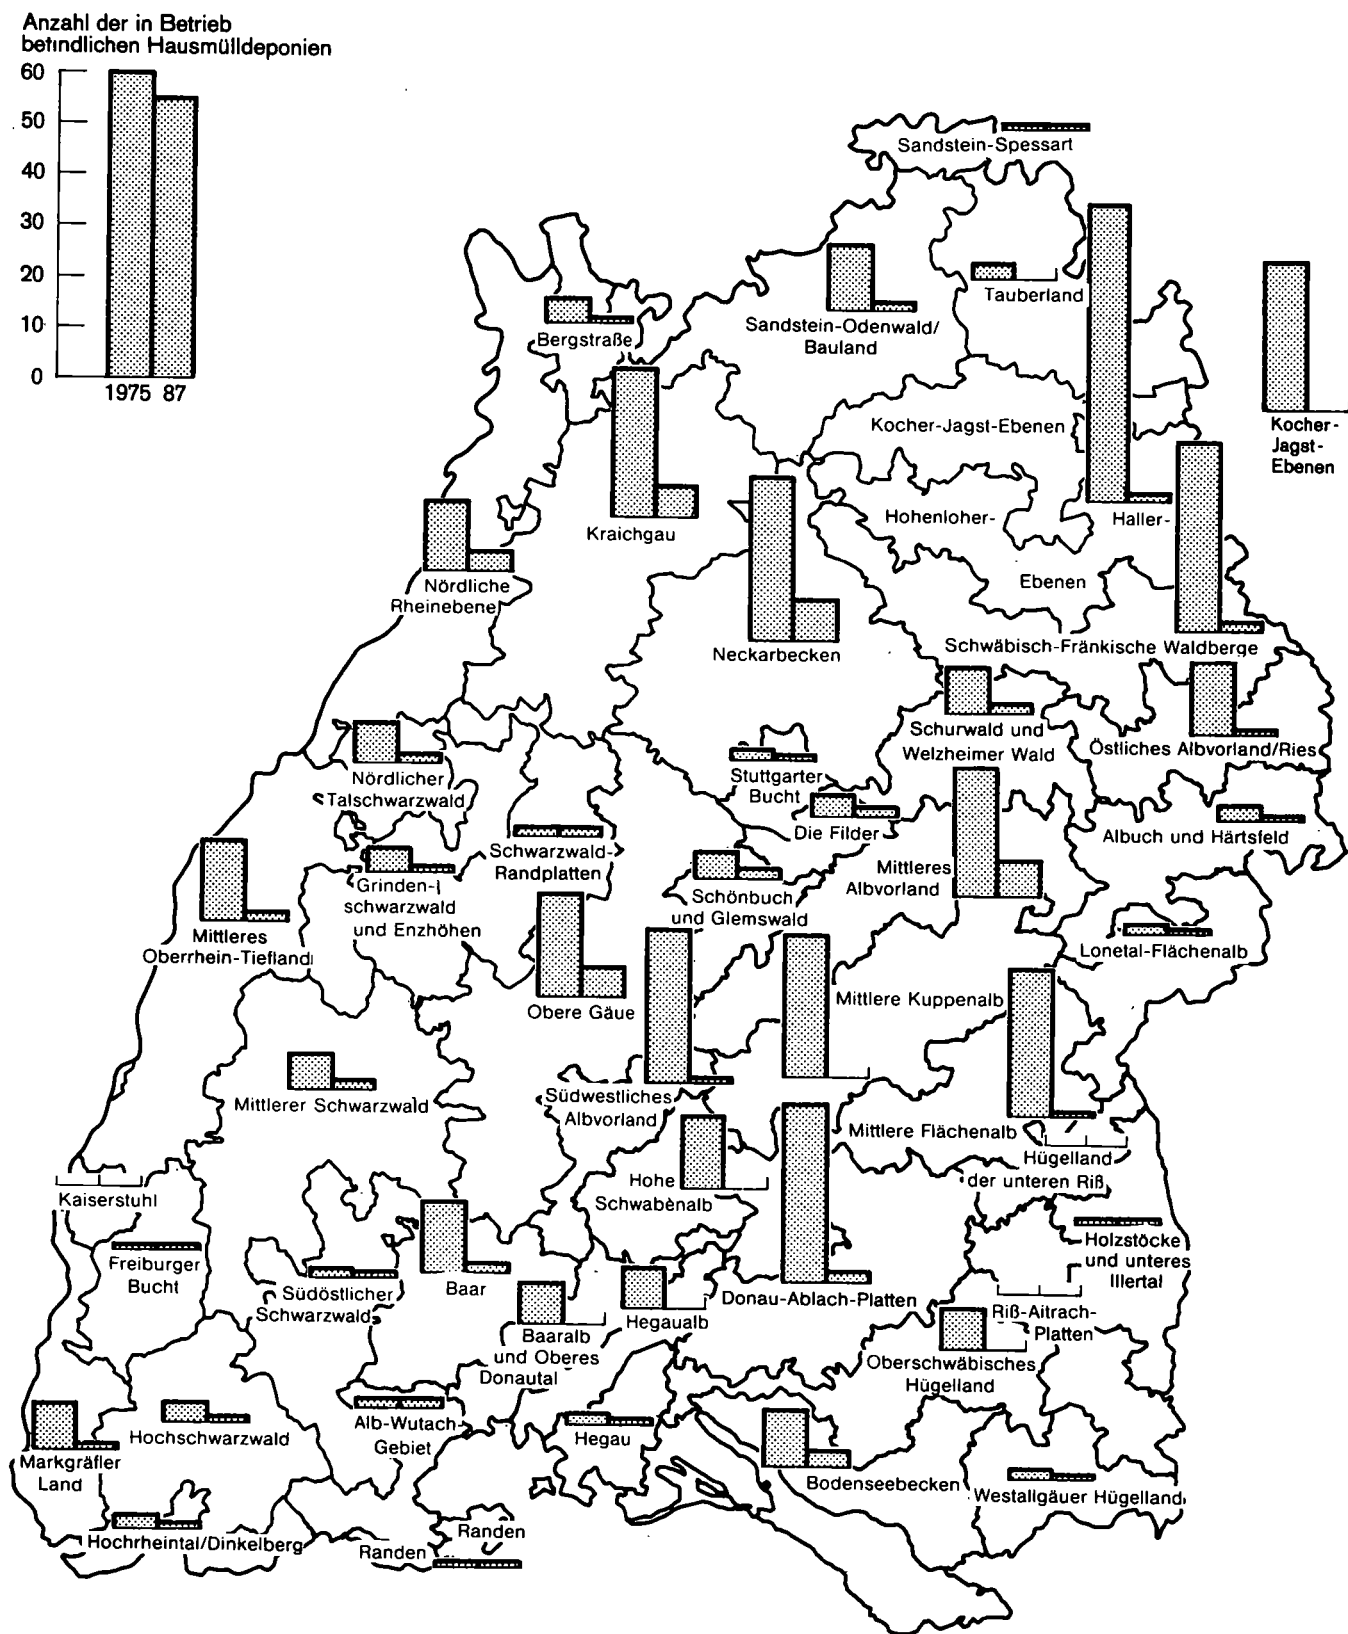 Anzahl der in Betrieb
befindlichen Hausmülldeponien
60
50
40
30
20
10
0
1975 87
Sandstein-Spessart
Tauberland
Sandstein-Odenwald/
Bauland
Bergstraße
Kocher-Jagst-Ebenen
Kocher-
Jagst-
Ebenen
Kraichgau
Hohenloher-
Haller-
Ebenen
Nördliche
Rheinebene
Neckarbecken
Schwäbisch-Fränkische Waldberge
Schurwald und
Welzheimer Wald
Östliches Albvorland/Ries
Stuttgarter
Bucht
Nördlicher
Talschwarzwald
Die Filder
Albuch und Härtsfeld
Schwarzwald-
Randplatten
Mittleres
Albvorland
Grinden-
schwarzwald
und Enzhöhen
Schönbuch
und Glemswald
Mittleres
Oberrhein-Tiefland
Lonetal-Flächenalb
Obere Gäue
Mittlere Kuppenalb
Mittlerer Schwarzwald
Südwestliches
Albvorland
Mittlere Flächenalb
Hügelland
der unteren Riß
Hohe
Schwabenalb
Kaiserstuhl
Freiburger
Bucht
Holzstöcke
und unteres
Illertal
Südöstlicher
Schwarzwald
Baar
Donau-Ablach-Platten
Riß-Aitrach-
Platten
Baaralb
und Oberes
Donautal
Hegaualb
Oberschwäbisches
Hügelland
Alb-Wutach-
Gebiet
Hegau
Hochschwarzwald
Markgräfler
Land
Bodenseebecken
Westallgäuer Hügelland
Hochrheintal/Dinkelberg
Randen
Randen